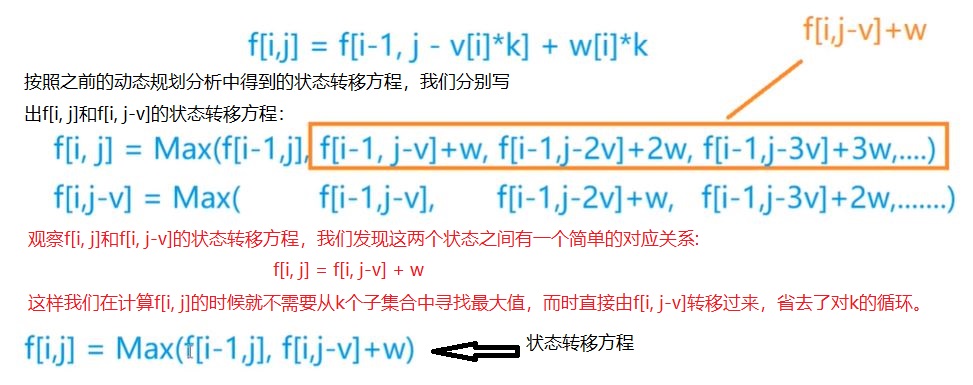 f[i,j-v]+w
f[i,j] = f[i-1, j - v[i]*k] + w[i]*k
按照之前的动态规划分析中得到的状态转移方程，我们分别写
出f[i, j]和f[i, j-v]的状态转移方程：
f[i, j] = Max(f[i-1,j], f[i-1, j-v]+w, f[i-1,j-2v]+2w, f[i-1,j-3v]+3w,....)
f[i,j-v] = Max( f[i-1,j-v], f[i-1,j-2v]+w, f[i-1,j-3v]+2w,.......)
观察f[i, j]和f[i, j-v]的状态转移方程，我们发现这两个状态之间有一个简单的对应关系:
f[i, j] = f[i, j-v] + w
这样我们在计算f[i, j]的时候就不需要从k个子集合中寻找最大值，而时直接由f[i, j-v]转移过来，省去了对k的循环。
f[i,j] = Max(f[i-1,j], f[i,j-v]+w)
状态转移方程